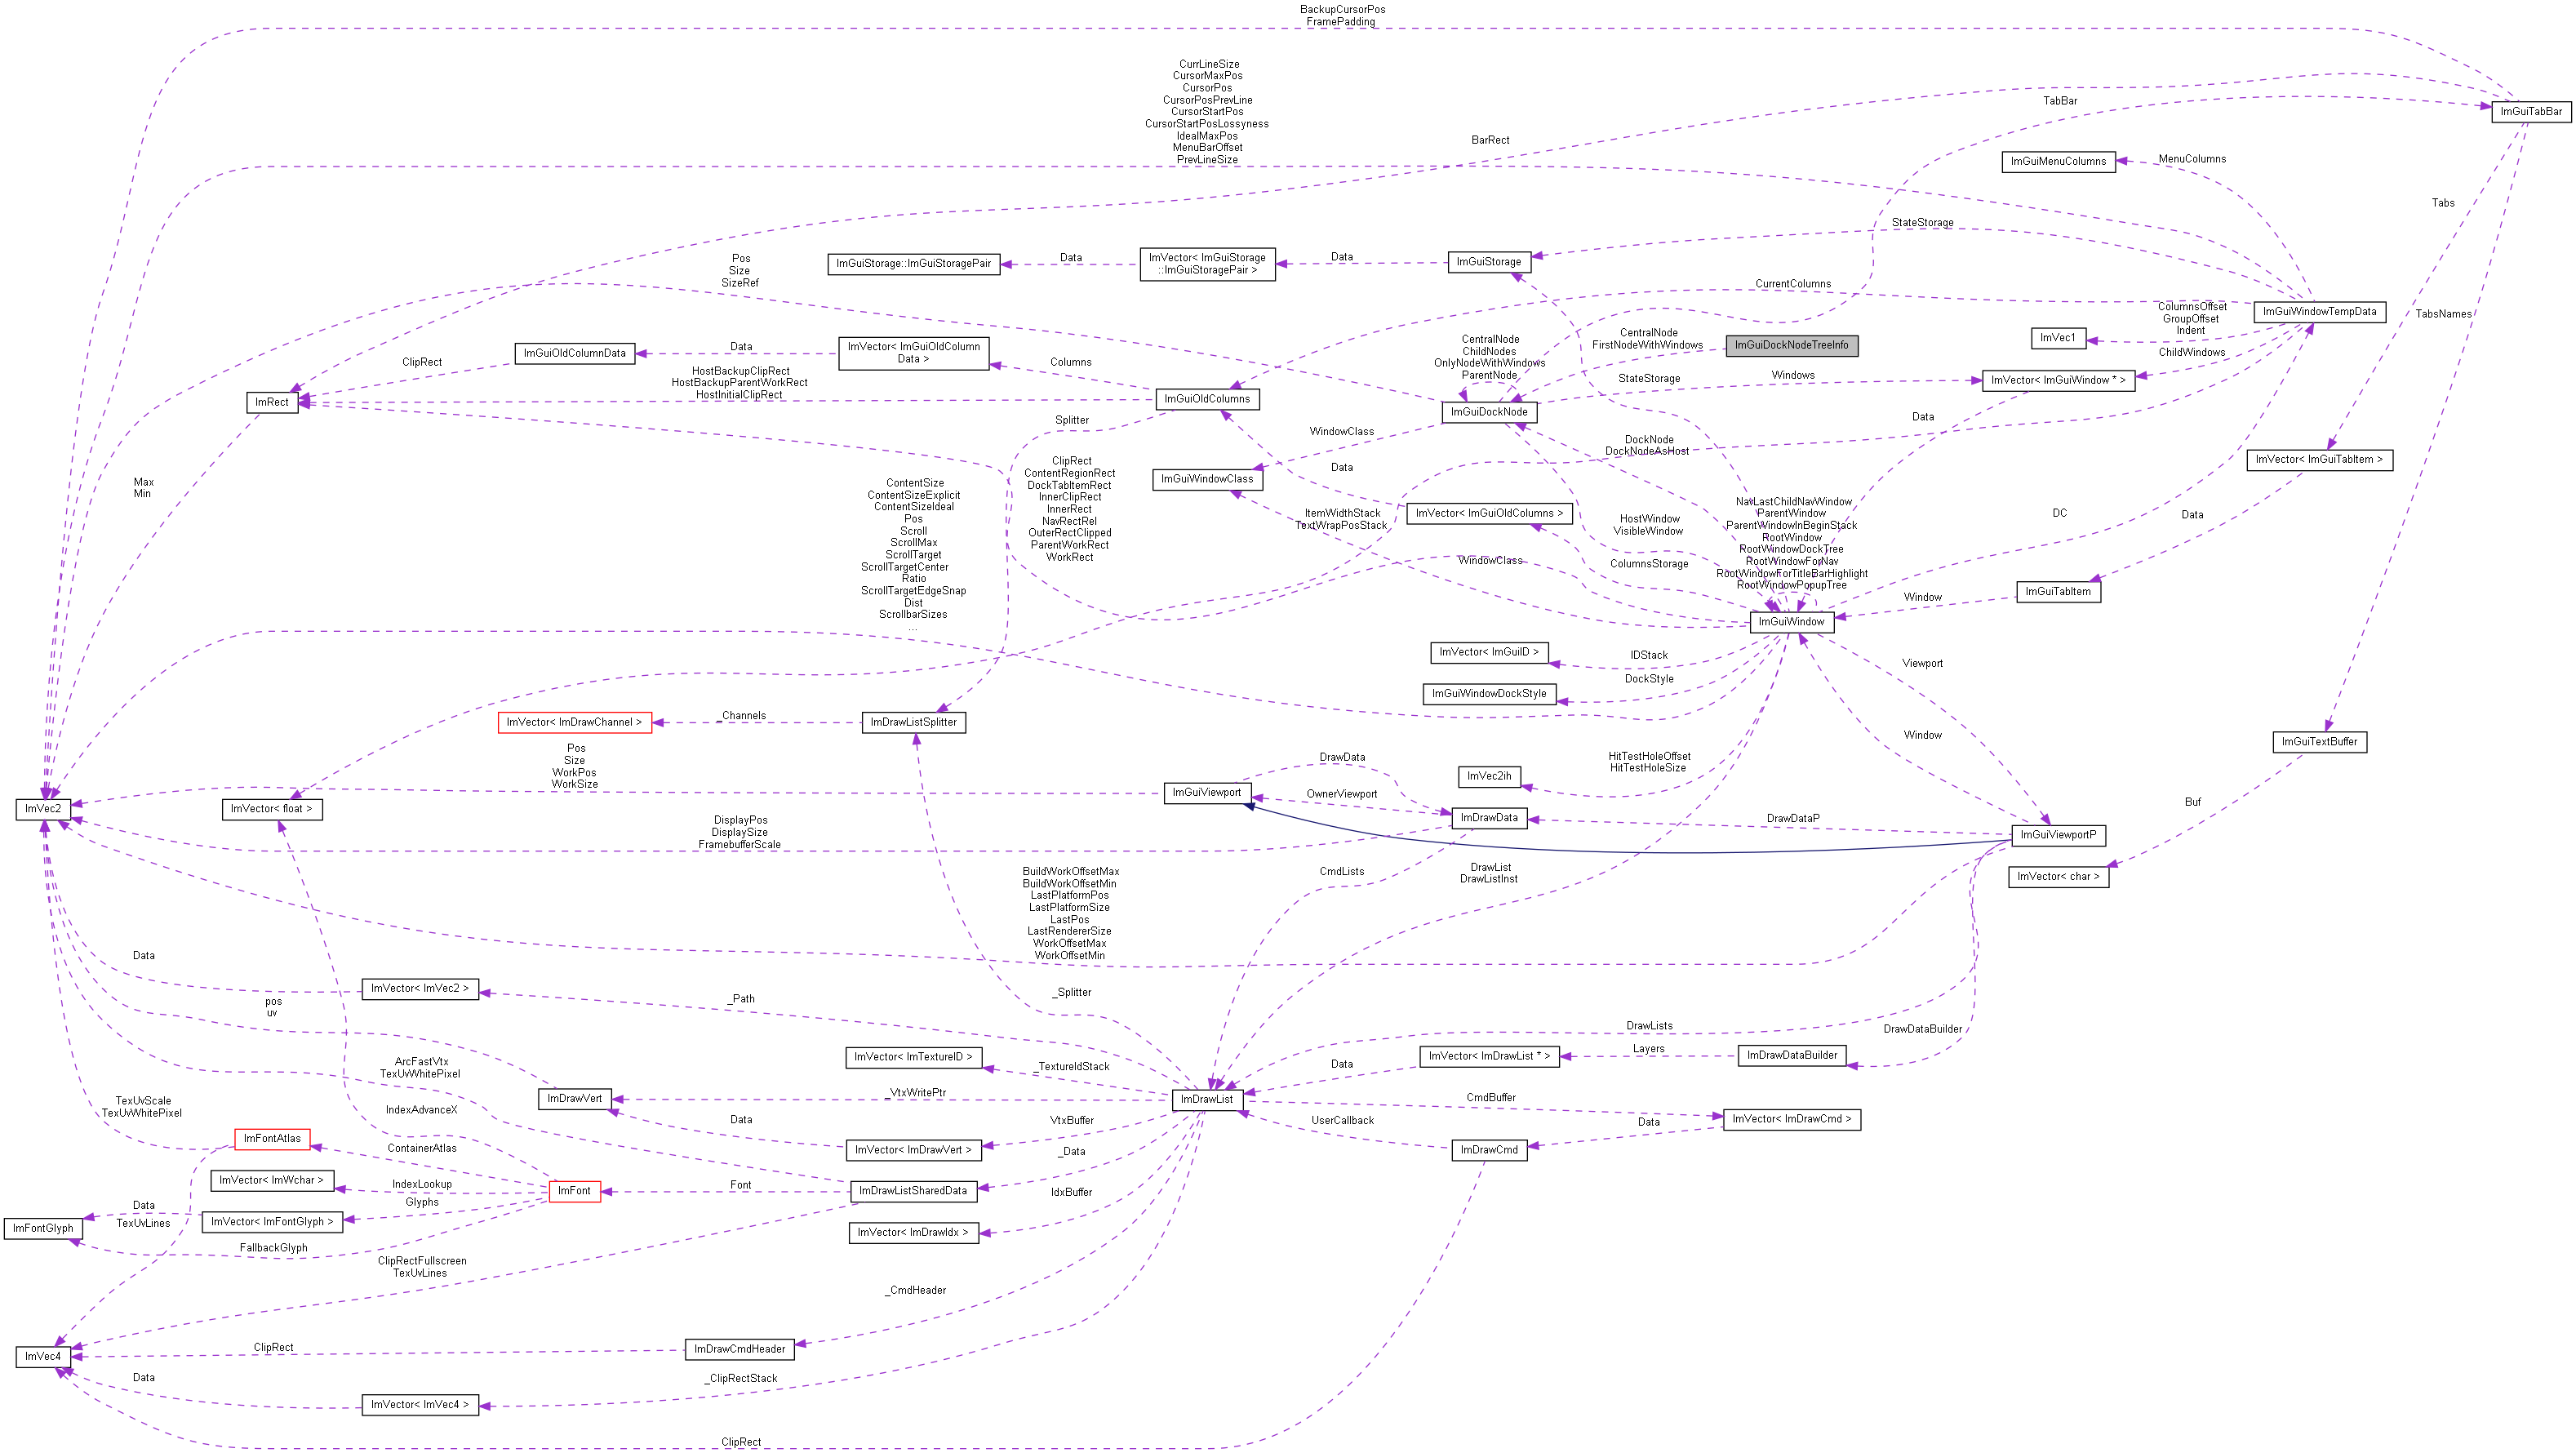 BackupCursorPos
FramePadding
CurrLineSize
CursorMaxPos
CursorPos
CursorPosPrevLine
CursorStartPos
CursorStartPosLossyness
IdealMaxPos
MenuBarOffset
PrevLineSize
TabBar
ImGuiTabBar
BarRect
ImGuiMenuColumns
MenuColumns
Tabs
StateStorage
Pos
Size
SizeRef
ImGuiStorage::ImGuiStoragePair
Data
ImVector< ImGuiStorage
::ImGuiStoragePair >
Data
ImGuiStorage
CurrentColumns
ImGuiWindowTempData
ColumnsOffset
GroupOffset
Indent
TabsNames
ImVec1
CentralNode
FirstNodeWithWindows
ImGuiDockNodeTreeInfo
CentralNode
ChildNodes
OnlyNodeWithWindows
ParentNode
ClipRect
ImGuiOldColumnData
Data
ImVector< ImGuiOldColumn
Data >
Columns
ChildWindows
HostBackupClipRect
HostBackupParentWorkRect
HostInitialClipRect
StateStorage
Windows
ImVector< ImGuiWindow * >
ImRect
ImGuiOldColumns
ImGuiDockNode
Splitter
WindowClass
Data
DockNode
DockNodeAsHost
ImVector< ImGuiTabItem >
Max
Min
ClipRect
ContentRegionRect
DockTabItemRect
InnerClipRect
InnerRect
NavRectRel
OuterRectClipped
ParentWorkRect
WorkRect
Data
ImGuiWindowClass
ContentSize
ContentSizeExplicit
ContentSizeIdeal
Pos
Scroll
ScrollMax
ScrollTarget
ScrollTargetCenter
Ratio
ScrollTargetEdgeSnap
Dist
ScrollbarSizes
...
ItemWidthStack
TextWrapPosStack
ImVector< ImGuiOldColumns >
HostWindow
VisibleWindow
NavLastChildNavWindow
ParentWindow
ParentWindowInBeginStack
RootWindow
RootWindowDockTree
RootWindowForNav
RootWindowForTitleBarHighlight
RootWindowPopupTree
DC
Data
WindowClass
ColumnsStorage
ImGuiTabItem
Window
ImGuiWindow
ImVector< ImGuiID >
IDStack
Viewport
ImGuiWindowDockStyle
DockStyle
ImVector< ImDrawChannel >
_Channels
ImDrawListSplitter
Window
ImGuiTextBuffer
Pos
Size
WorkPos
WorkSize
DrawData
ImVec2ih
HitTestHoleOffset
HitTestHoleSize
ImVec2
ImVector< float >
ImGuiViewport
OwnerViewport
ImDrawData
DrawDataP
Buf
ImGuiViewportP
DisplayPos
DisplaySize
FramebufferScale
BuildWorkOffsetMax
BuildWorkOffsetMin
LastPlatformPos
LastPlatformSize
LastPos
LastRendererSize
WorkOffsetMax
WorkOffsetMin
CmdLists
DrawList
DrawListInst
ImVector< char >
Data
ImVector< ImVec2 >
_Path
_Splitter
pos
uv
DrawLists
DrawDataBuilder
ArcFastVtx
TexUvWhitePixel
ImVector< ImTextureID >
_TextureIdStack
ImVector< ImDrawList * >
Layers
ImDrawDataBuilder
Data
ImDrawVert
_VtxWritePtr
ImDrawList
CmdBuffer
TexUvScale
TexUvWhitePixel
IndexAdvanceX
Data
VtxBuffer
UserCallback
ImVector< ImDrawCmd >
Data
ImFontAtlas
ContainerAtlas
ImVector< ImDrawVert >
_Data
ImDrawCmd
ImVector< ImWchar >
IndexLookup
ImFont
Font
ImDrawListSharedData
IdxBuffer
Data
Glyphs
ImFontGlyph
TexUvLines
ImVector< ImFontGlyph >
ImVector< ImDrawIdx >
FallbackGlyph
ClipRectFullscreen
TexUvLines
_CmdHeader
ImVec4
ClipRect
ImDrawCmdHeader
Data
_ClipRectStack
ImVector< ImVec4 >
ClipRect